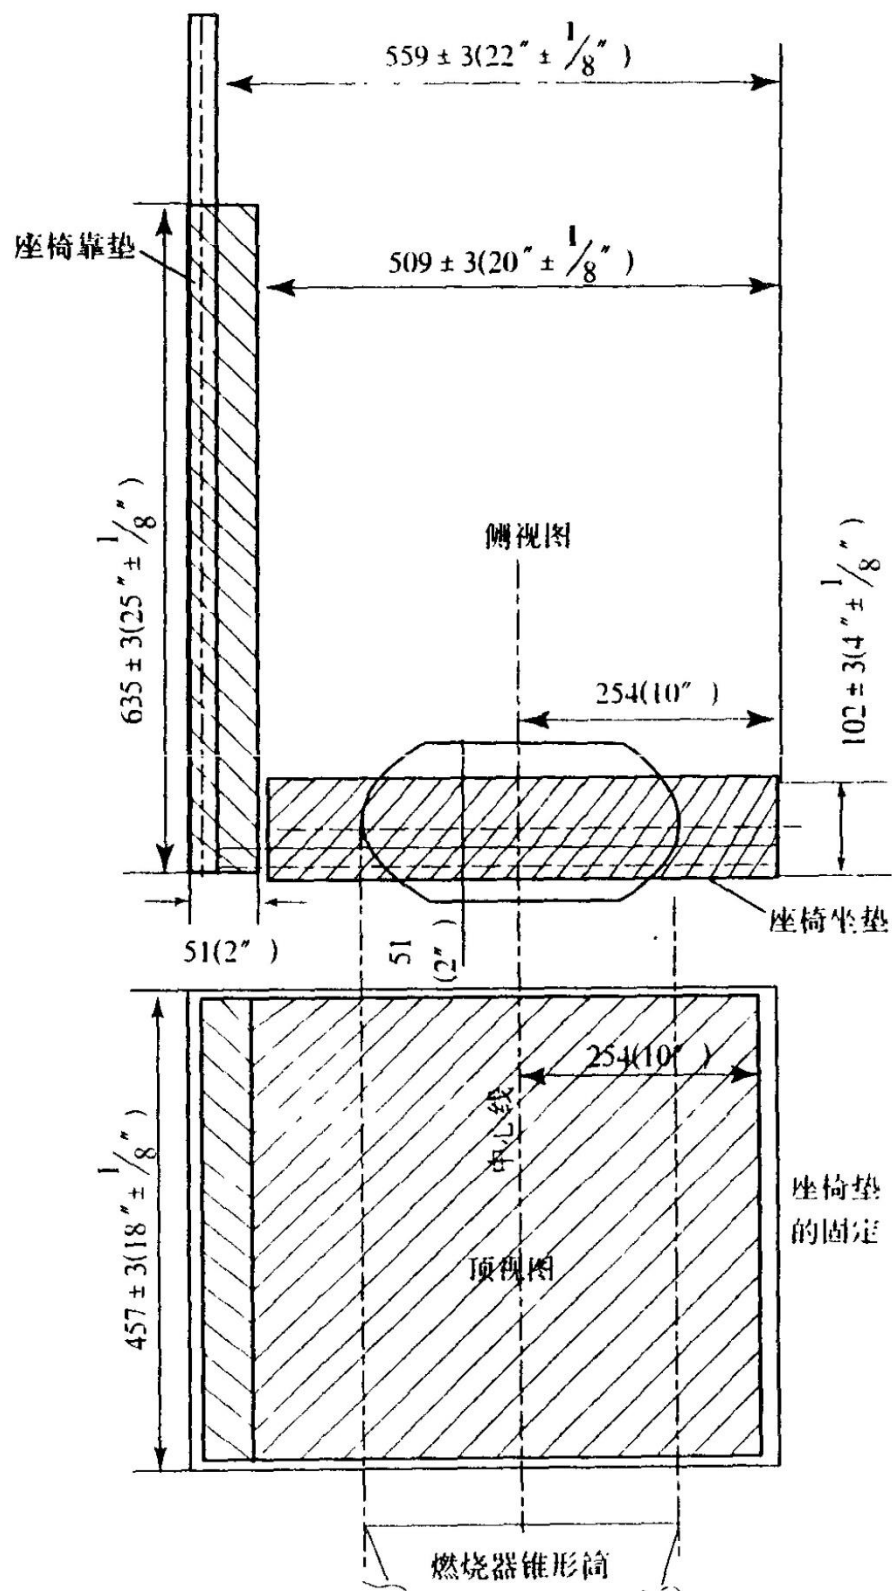 559 ± 3(22″ ± 1/8″)
座椅靠垫
509 ± 3(20″ ± 1/8″)
635 ± 3(25″ ± 1/8″)
侧视图
102 ± 3(4″ ± 1/8″)
254(10″)
座椅坐垫
51(2″)
51
(2″)
254(10″)
中心线
457 ± 3(18″ ± 1/8″)
座椅垫
的固定
顶视图
燃烧器锥形筒